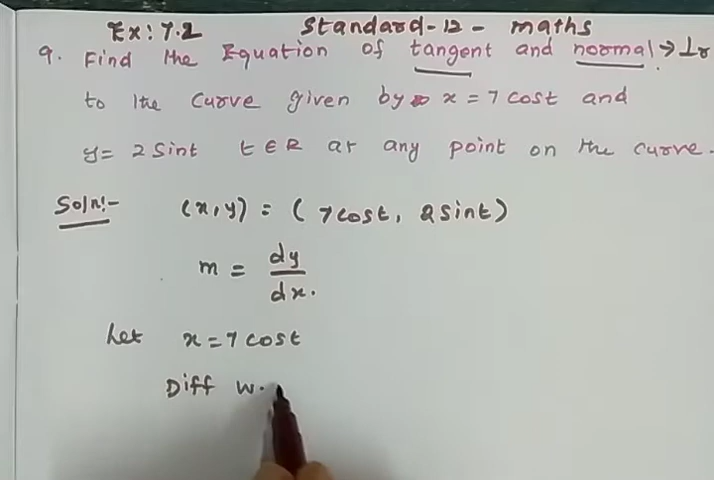 Ex: 7.2 Standard-12 - maths
9. Find the Equation of tangent and normal → ⊥r
to the curve given by x = 7 cost and
y = 2 Sint t ∈ R at any point on the curve.
Soln:-
(x, y) = ( 7cost, 2sint)
m = dy
dx.
Let x = 7 cost
Diff w.